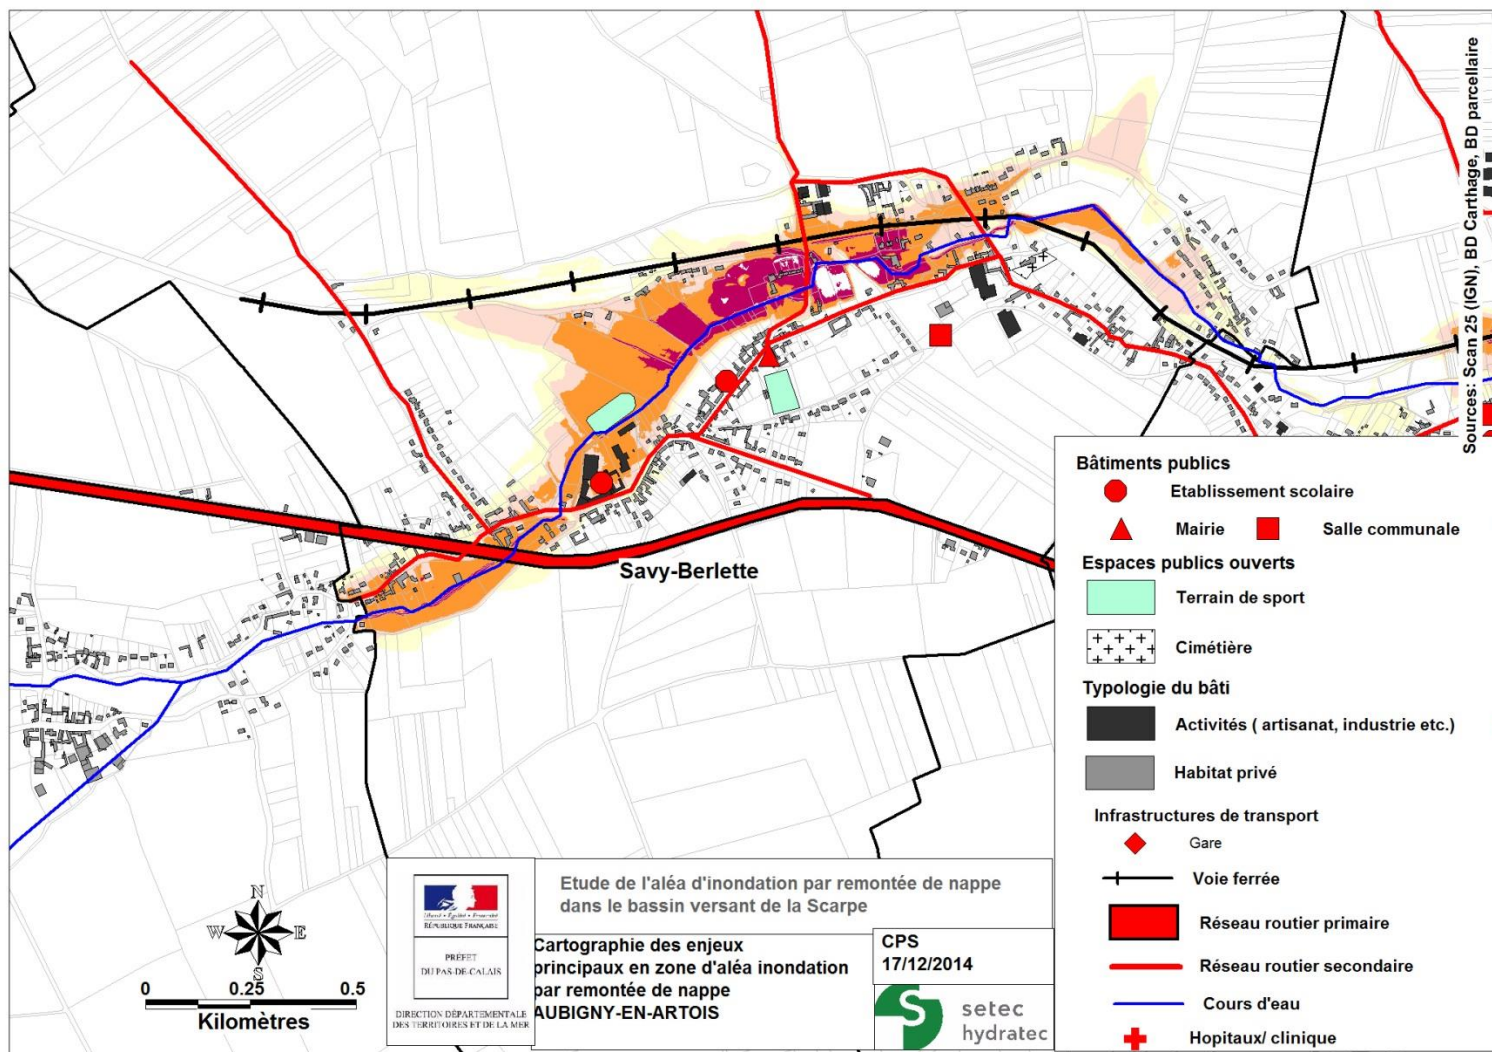 Sources: Scan 25 (IGN), BD Carthage, BD parcellaire
Savy-Berlette
Bâtiments publics
Etablissement scolaire
Mairie
Salle communale
Espaces publics ouverts
Terrain de sport
Cimétière
Typologie du bâti
Activités ( artisanat, industrie etc.)
Habitat privé
Infrastructures de transport
Gare
Voie ferrée
Réseau routier primaire
Réseau routier secondaire
Cours d'eau
Hopitaux/ clinique
N
W E
S
0 0.25 0.5
Kilomètres
Liberté • Égalité • Fraternité
RÉPUBLIQUE FRANÇAISE
PRÉFET
DU PAS-DE-CALAIS
DIRECTION DÉPARTEMENTALE
DES TERRITOIRES ET DE LA MER
Etude de l'aléa d'inondation par remontée de nappe
dans le bassin versant de la Scarpe
Cartographie des enjeux
principaux en zone d'aléa inondation
par remontée de nappe
AUBIGNY-EN-ARTOIS
CPS
17/12/2014
setec
hydratec